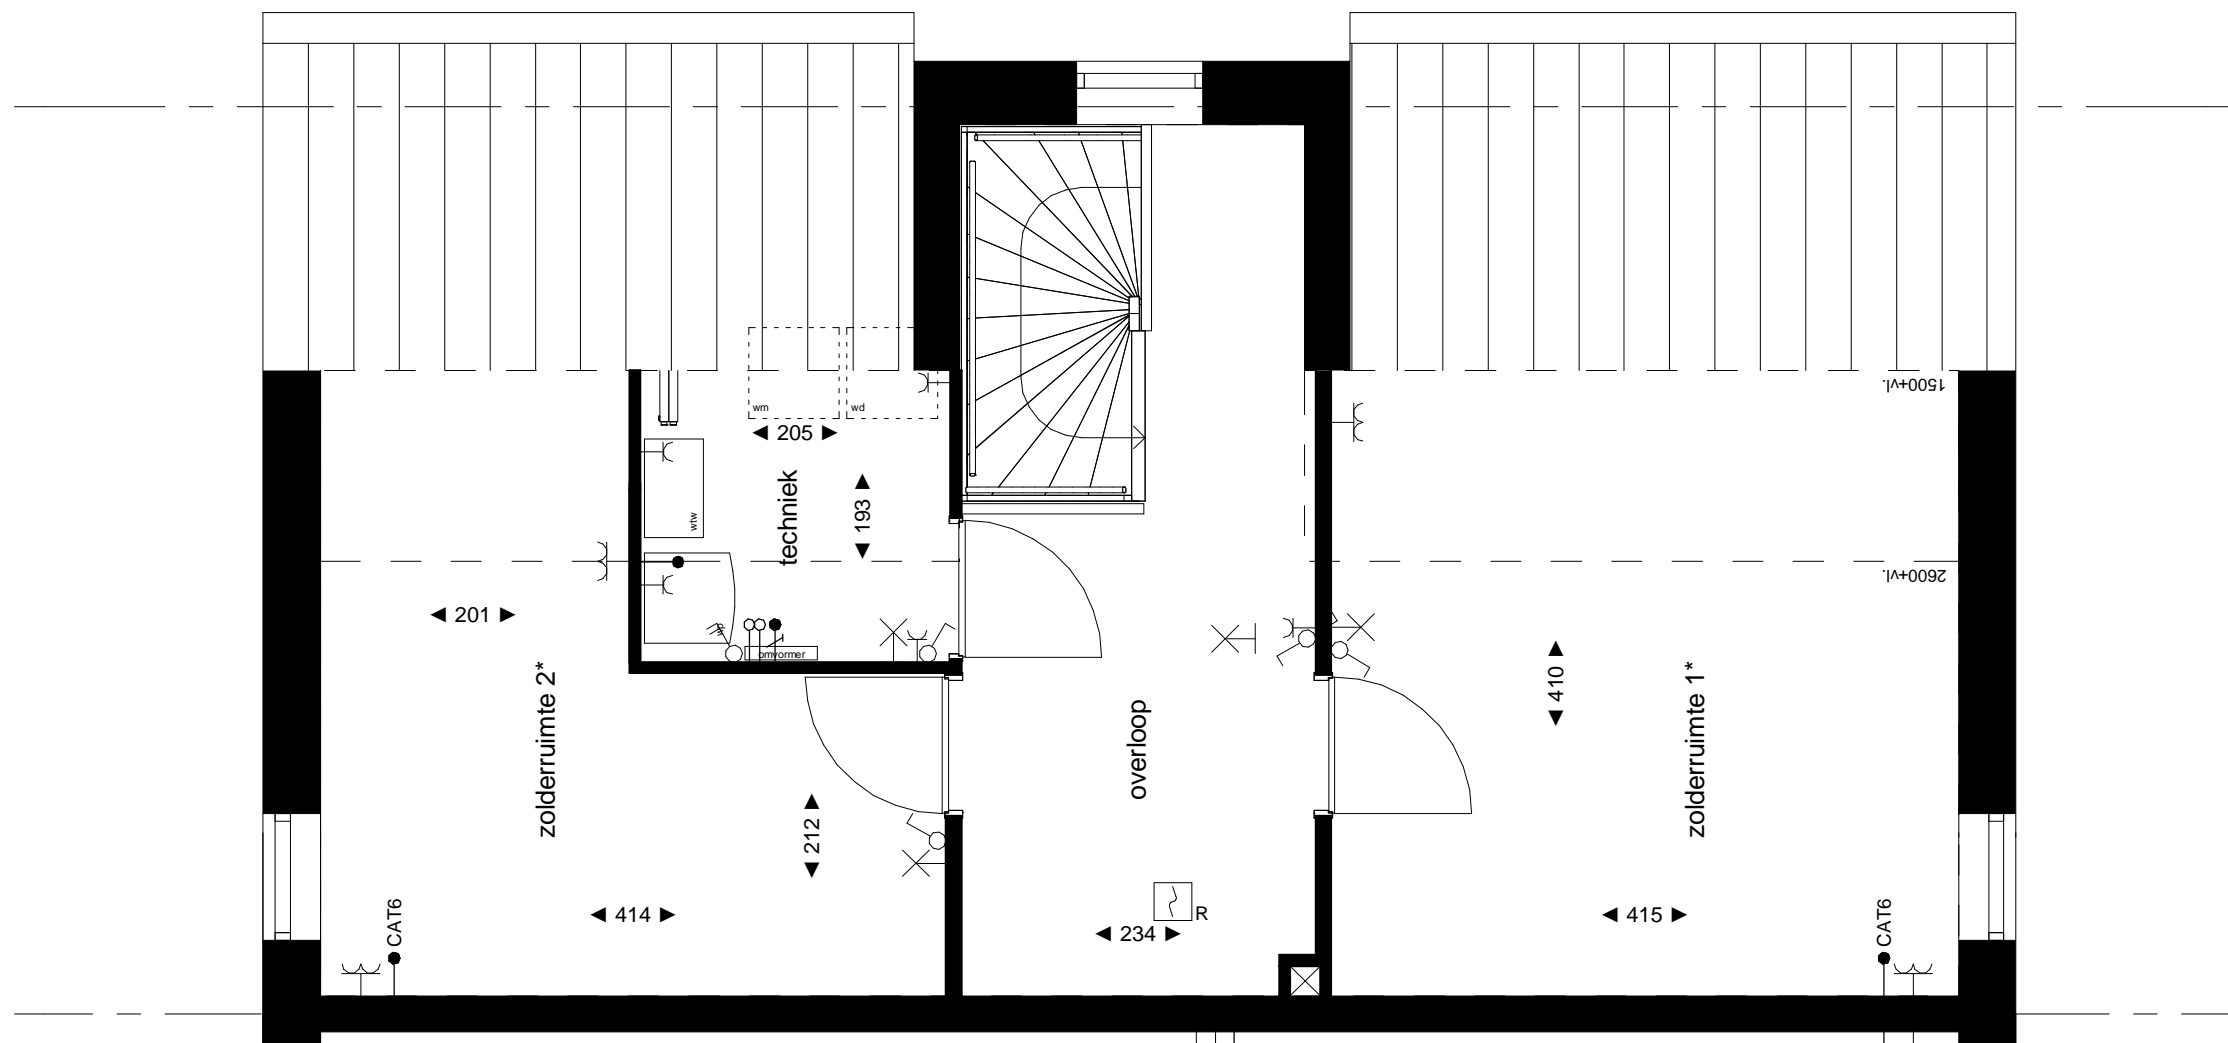 1500+vl.
wm
wd
205
techniek
193
wtw
2600+vl.
201
wp
omvormer
zolderruimte 2*
410
zolderruimte 1*
overloop
212
CAT6
414
R
234
415
CAT6